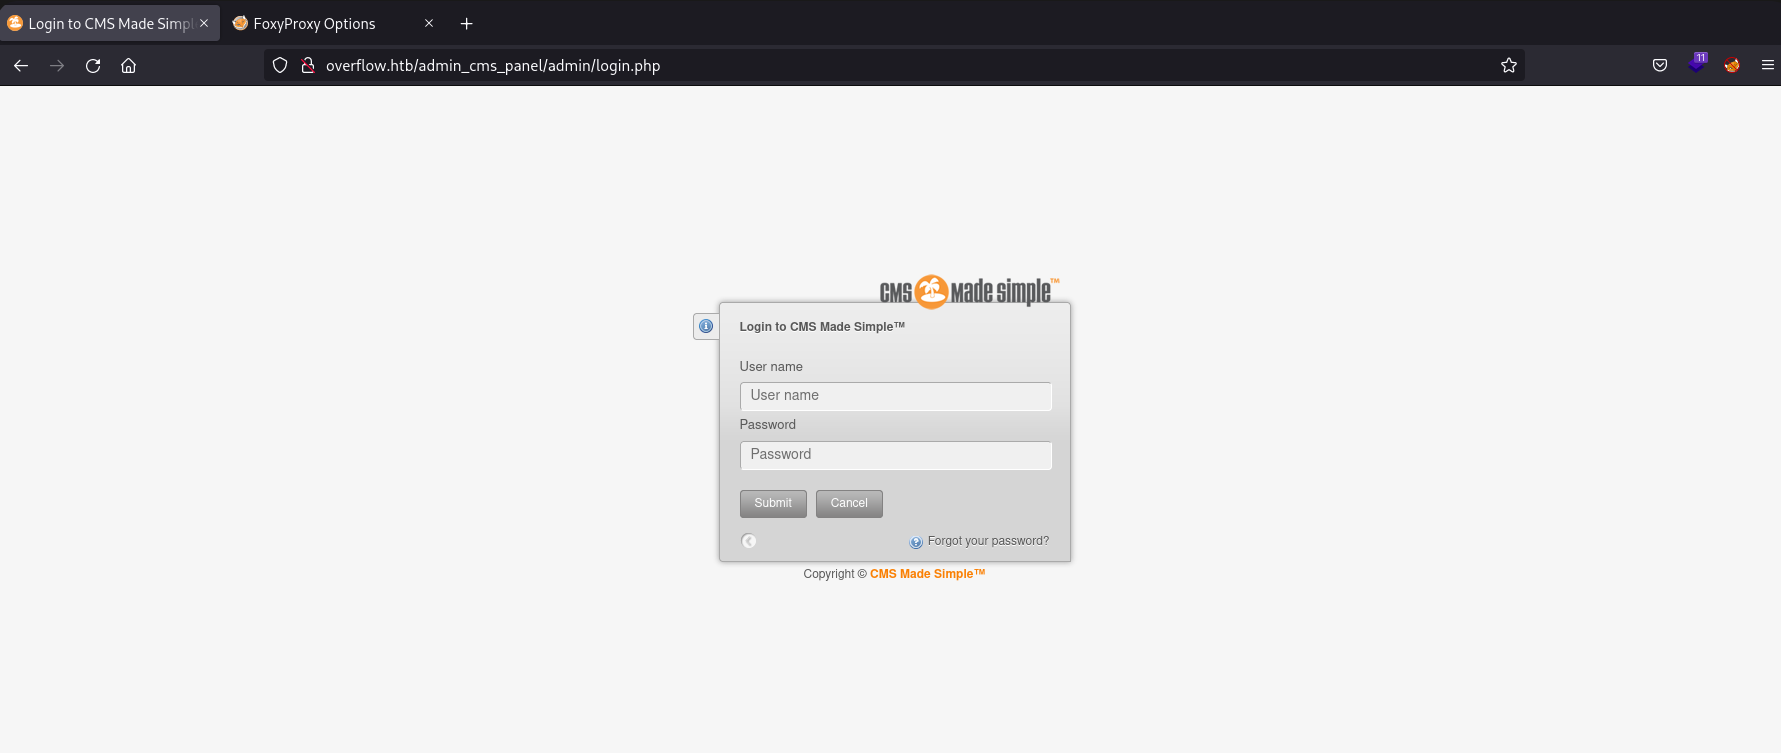 Login to CMS Made Simpl
FoxyProxy Options
overflow.htb/admin_cms_panel/admin/login.php
11
CMS Made simple™
Login to CMS Made Simple™
User name
User name
Password
Password
Submit Cancel
Forgot your password?
Copyright © CMS Made Simple™